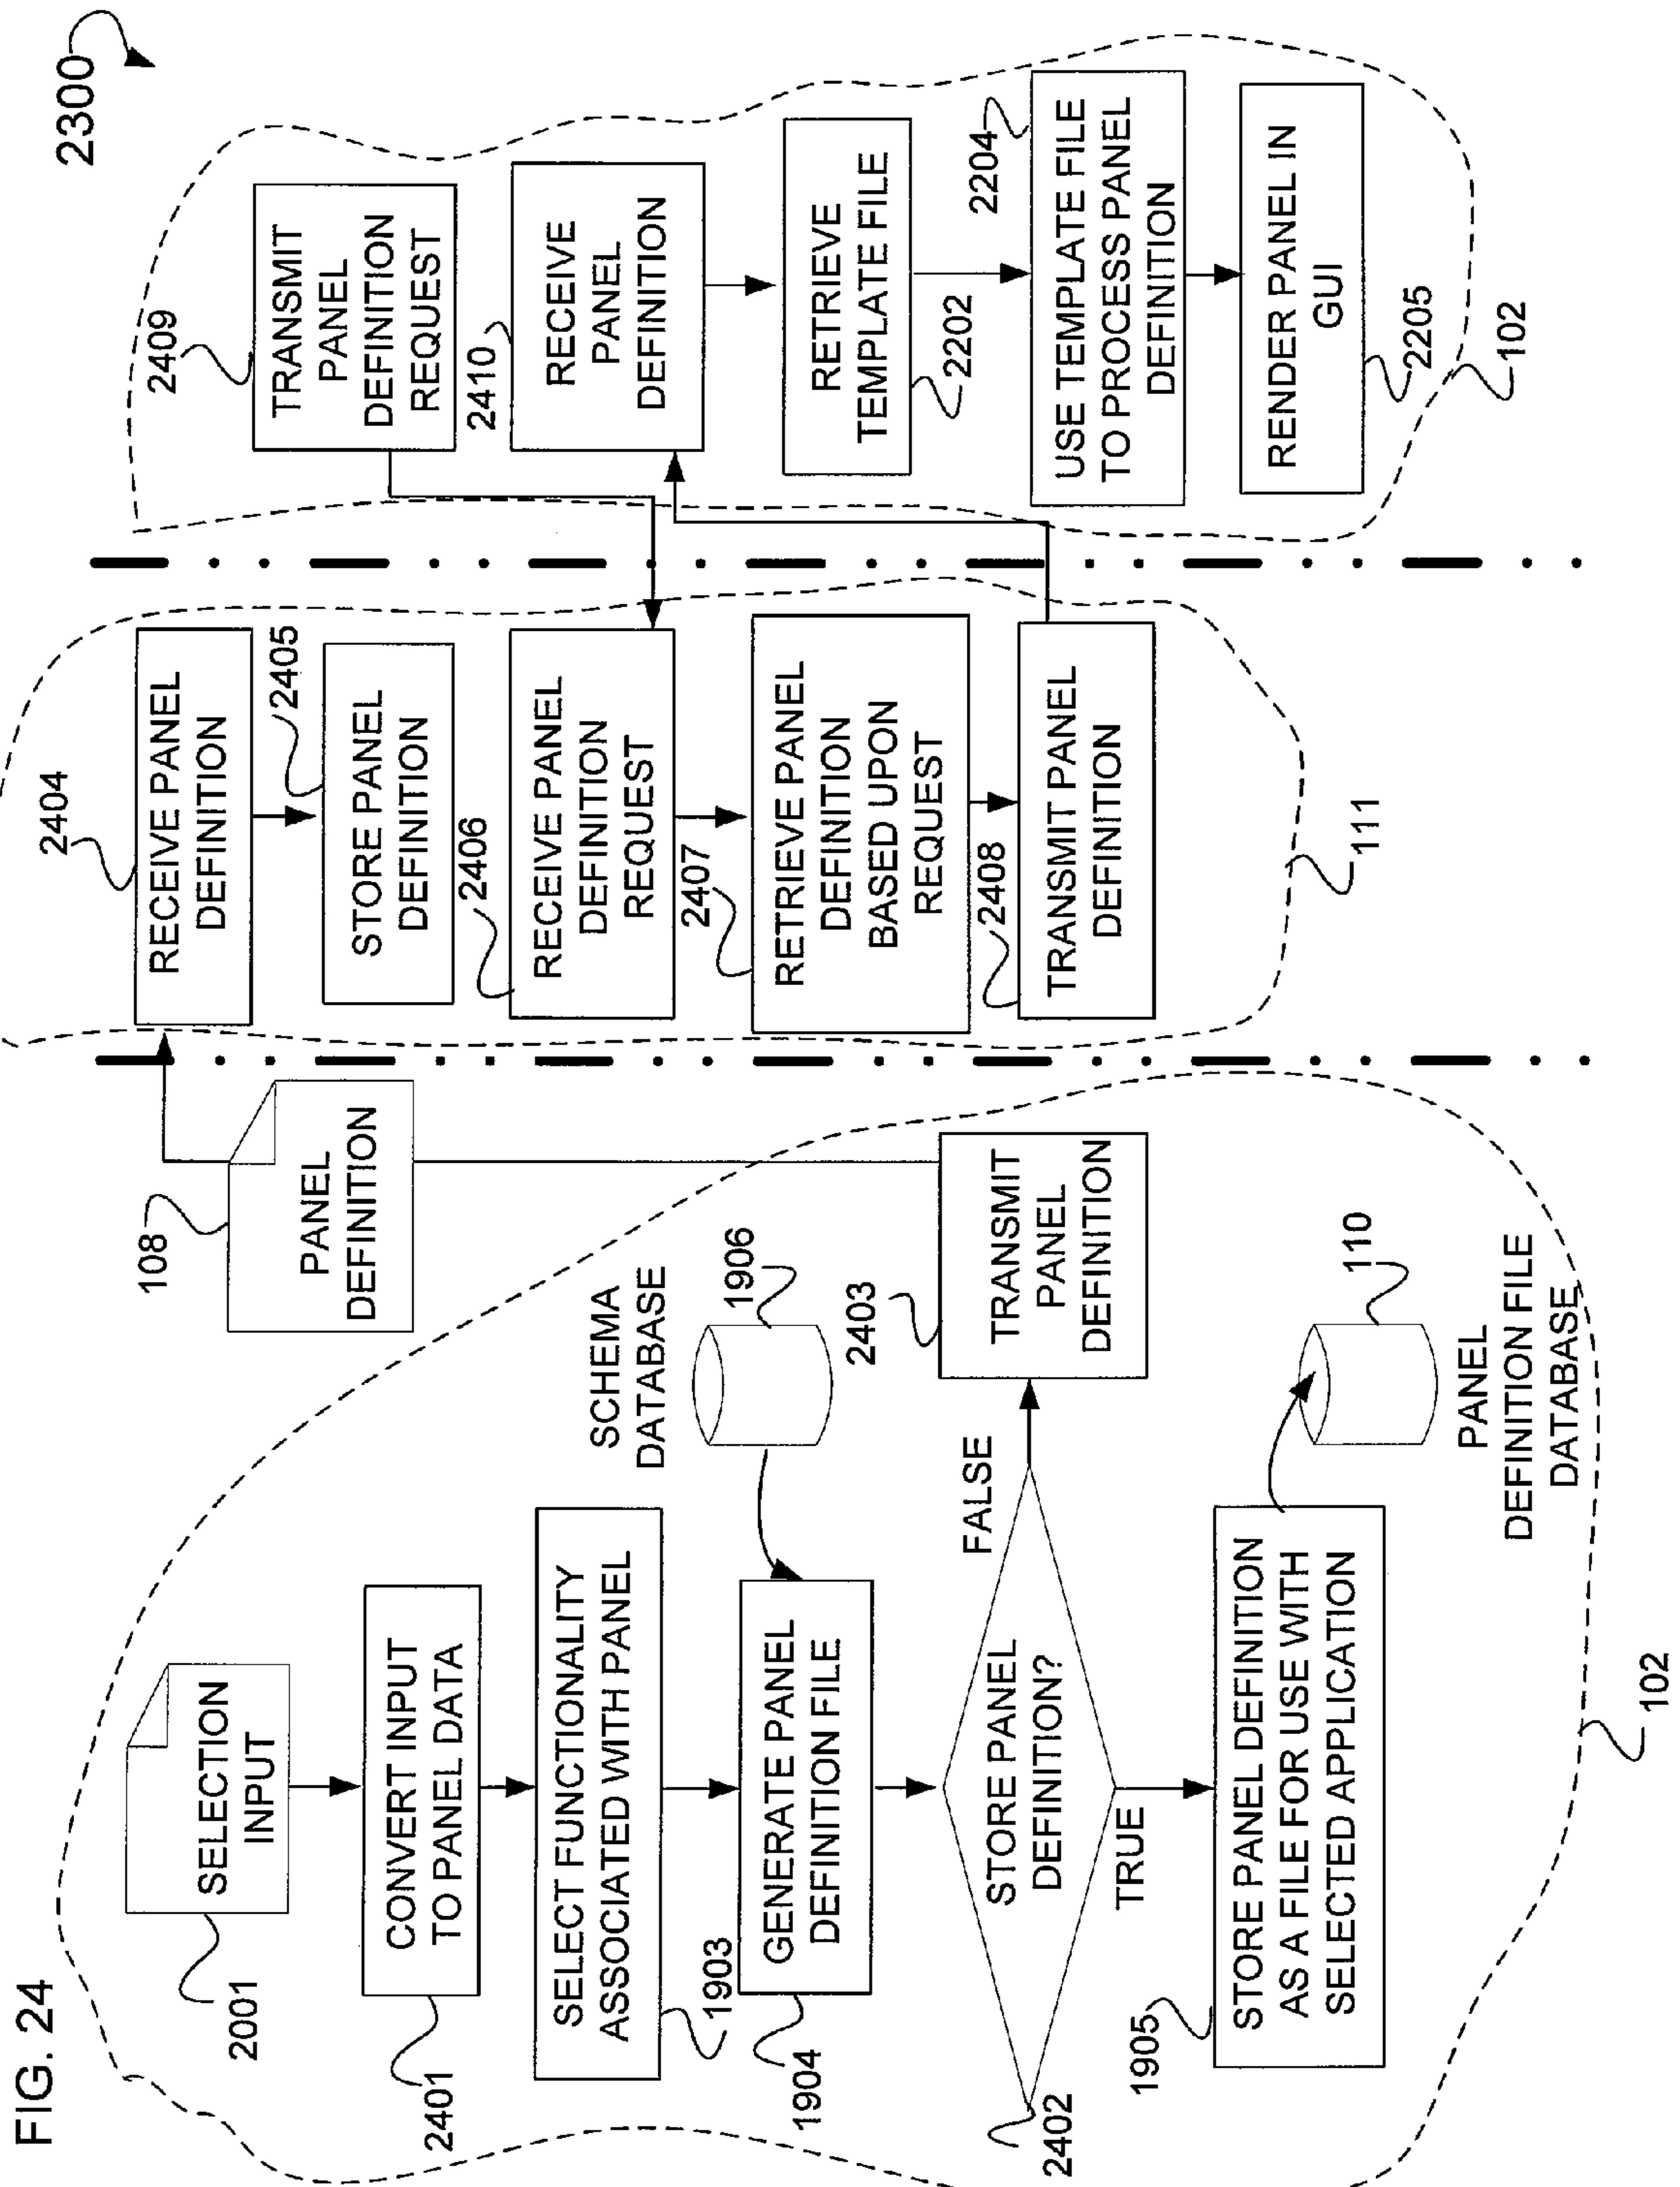 FIG. 24
2300
2001
SELECTION
INPUT
2401
CONVERT INPUT
TO PANEL DATA
SELECT FUNCTIONALITY
ASSOCIATED WITH PANEL
1903
1904
GENERATE PANEL
DEFINITION FILE
SCHEMA
DATABASE
1906
2402
STORE PANEL
DEFINITION?
FALSE
TRUE
2403
TRANSMIT
PANEL
DEFINITION
1905
STORE PANEL DEFINITION
AS A FILE FOR USE WITH
SELECTED APPLICATION
110
PANEL
DEFINITION FILE
DATABASE
102
108
PANEL
DEFINITION
2404
RECEIVE PANEL
DEFINITION
2405
STORE PANEL
DEFINITION
2406
RECEIVE PANEL
DEFINITION
REQUEST
2407
RETRIEVE PANEL
DEFINITION
BASED UPON
REQUEST
2408
TRANSMIT PANEL
DEFINITION
111
2409
TRANSMIT
PANEL
DEFINITION
REQUEST
2410
RECEIVE
PANEL
DEFINITION
RETRIEVE
TEMPLATE FILE
2202
2204
USE TEMPLATE FILE
TO PROCESS PANEL
DEFINITION
RENDER PANEL IN
GUI
2205
102